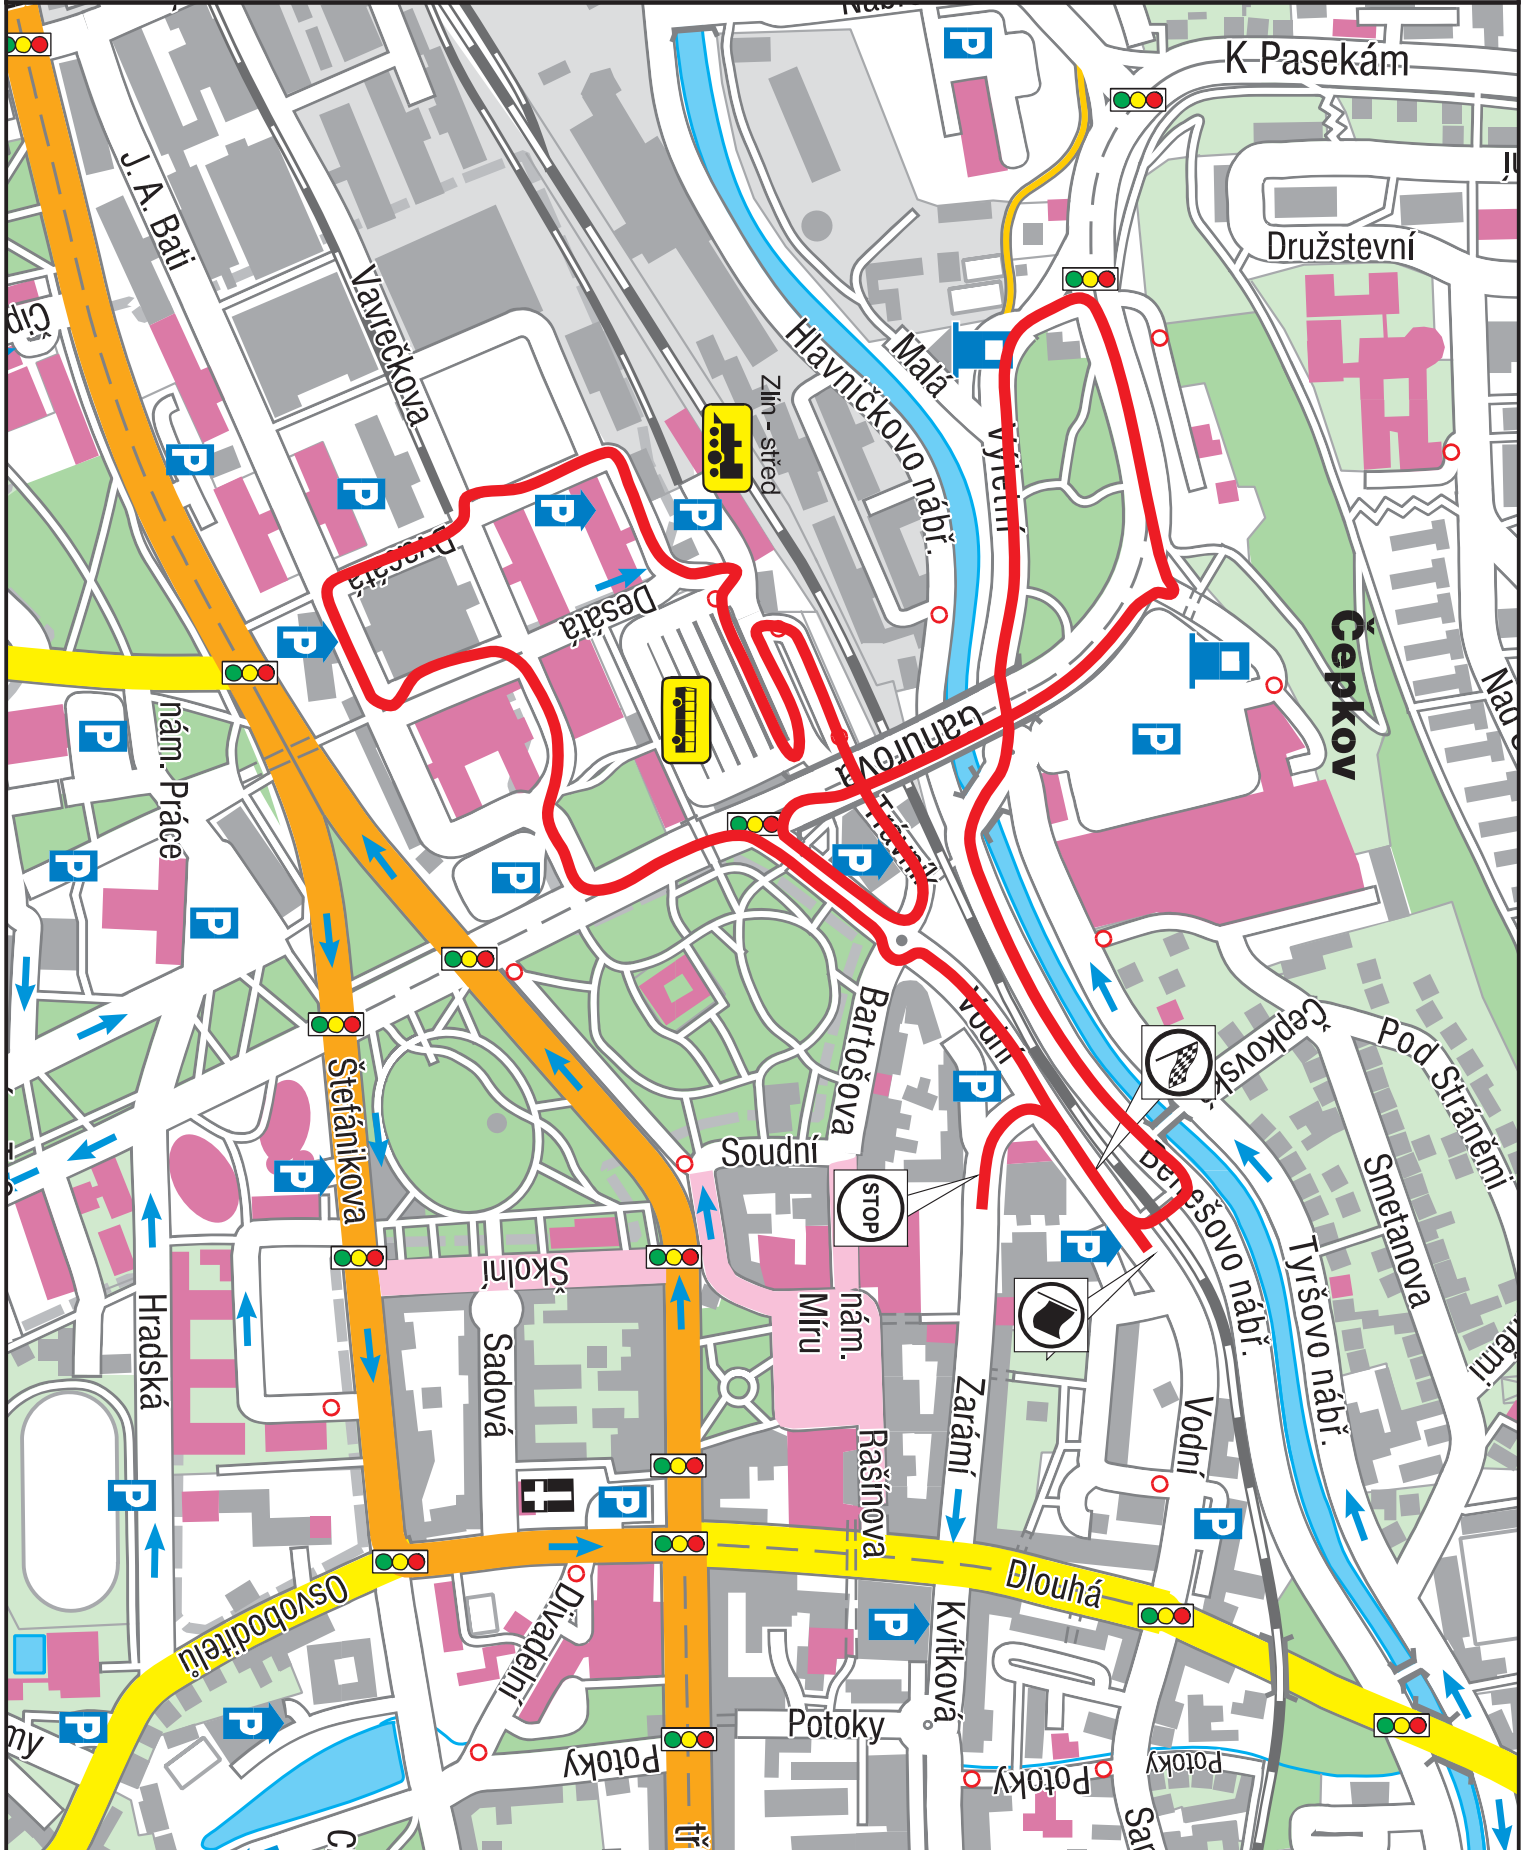 K Pasekám
J. A. Bati
Družstevní
Vavrečkova
Hlavničkovo nábř.
Malá
Zlín - střed
Výletní
Dvacátá
Desátá
Čepkov
nám. Práce
Gahurova
Trávník
P
Bartošova
Vodní
Čepkovská
Pod Stráněmi
Štefánikova
Soudní
STOP
Benešovo nábř.
Smetanova
Školní
Hradská
Sadová
nám.
Míru
Tyršovo nábř.
Zarámí
Vodní
Rašínova
Dlouhá
Osvoboditelů
Divadelní
Kvítková
Potoky
Potoky
Potoky
Potoky